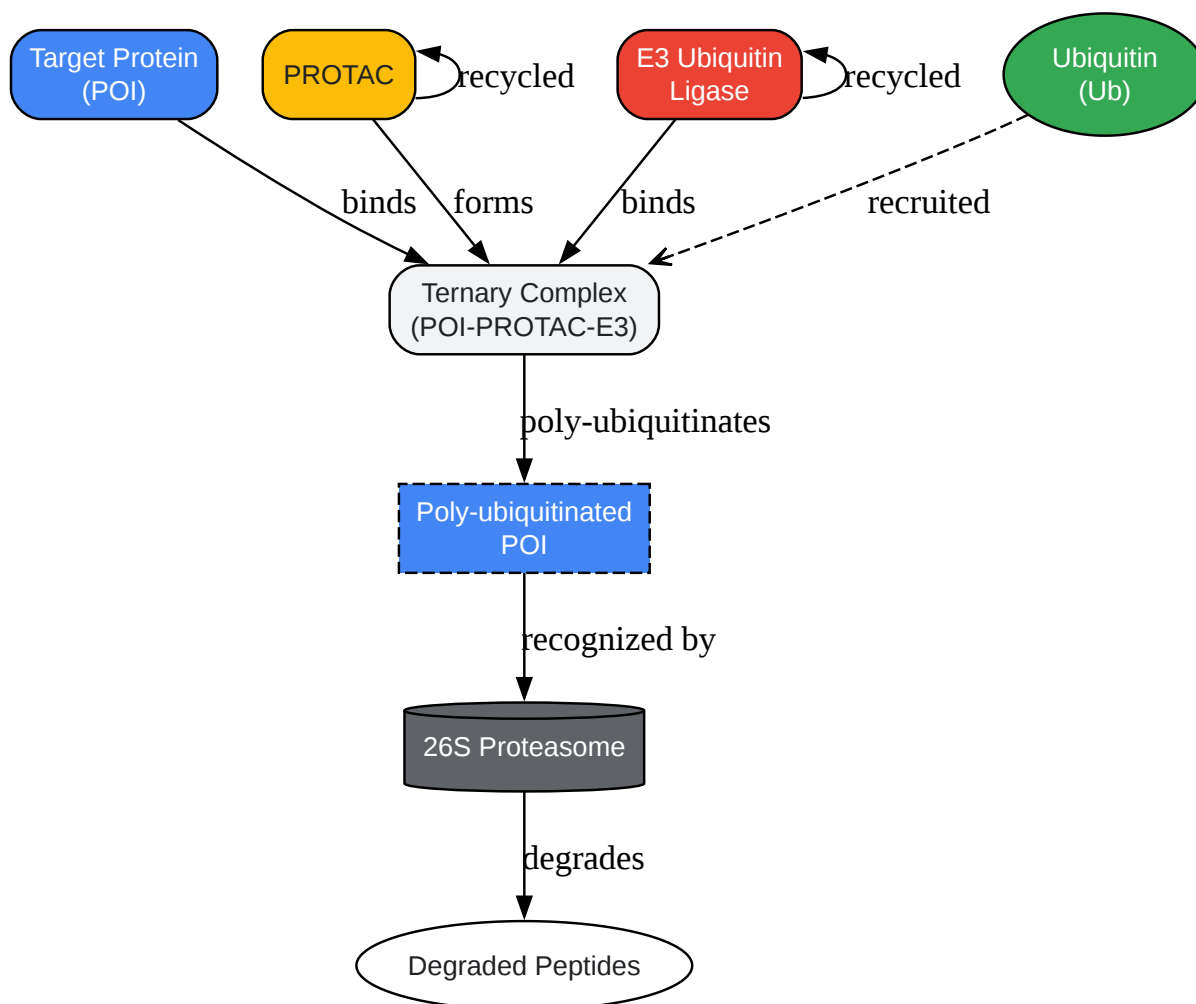 Target Protein
(POI)
PROTAC
recycled
E3 Ubiquitin
Ligase
recycled
Ubiquitin
(Ub)
binds
forms
binds
recruited
Ternary Complex
(POI-PROTAC-E3)
poly-ubiquitinates
Poly-ubiquitinated
POI
recognized by
26S Proteasome
degrades
Degraded Peptides